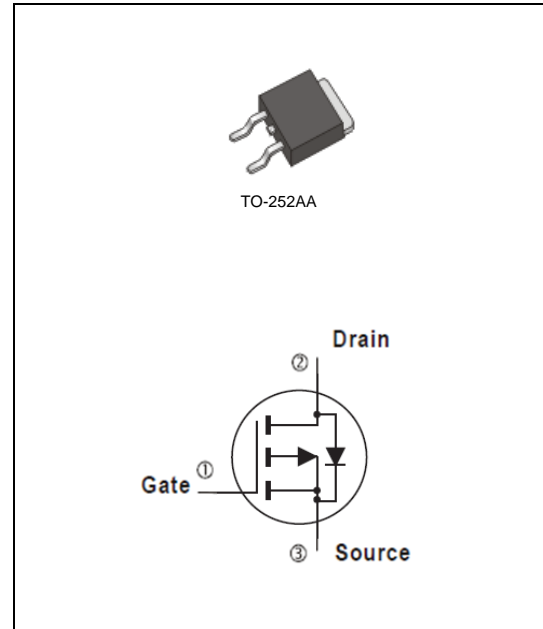 TO-252AA
Drain
②
①
Gate
③
Source